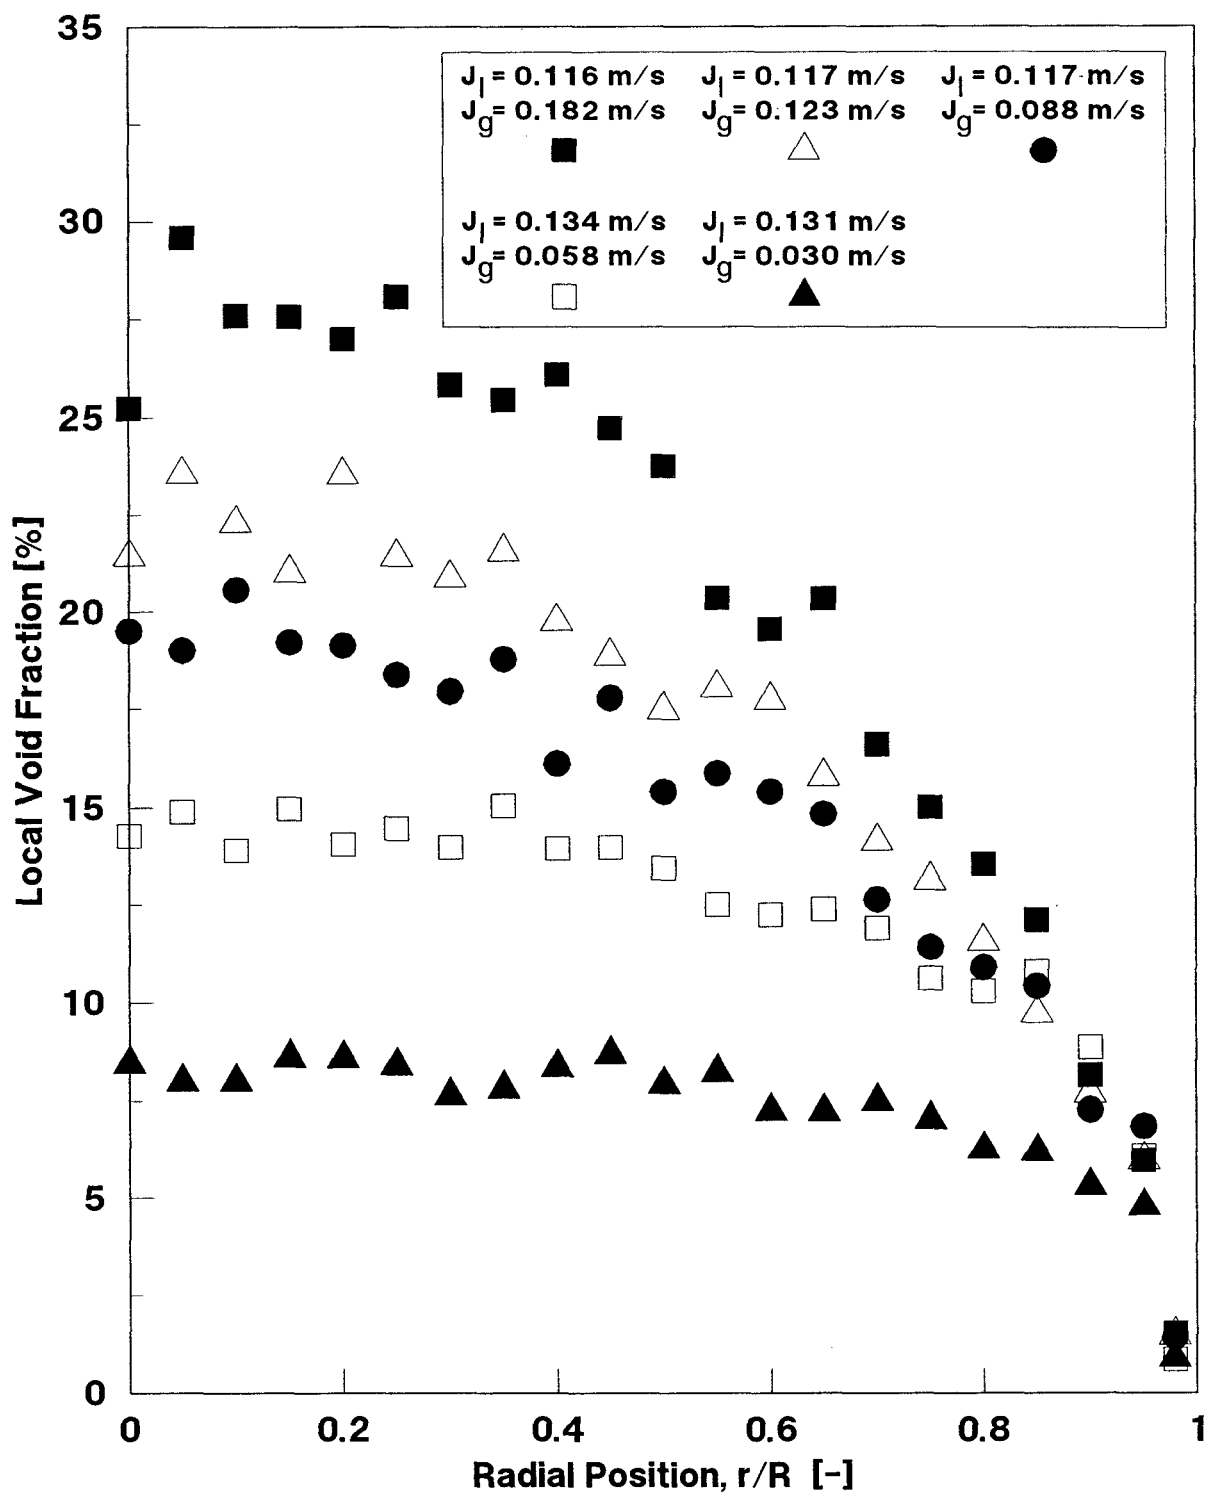 35
30
25
20
15
10
5
0
Local Void Fraction [%]
J_l = 0.116 m/s J_l = 0.117 m/s J_l = 0.117 m/s
J_g = 0.182 m/s J_g = 0.123 m/s J_g = 0.088 m/s
J_l = 0.134 m/s J_l = 0.131 m/s
J_g = 0.058 m/s J_g = 0.030 m/s
0 0.2 0.4 0.6 0.8 1
Radial Position, r/R [-]